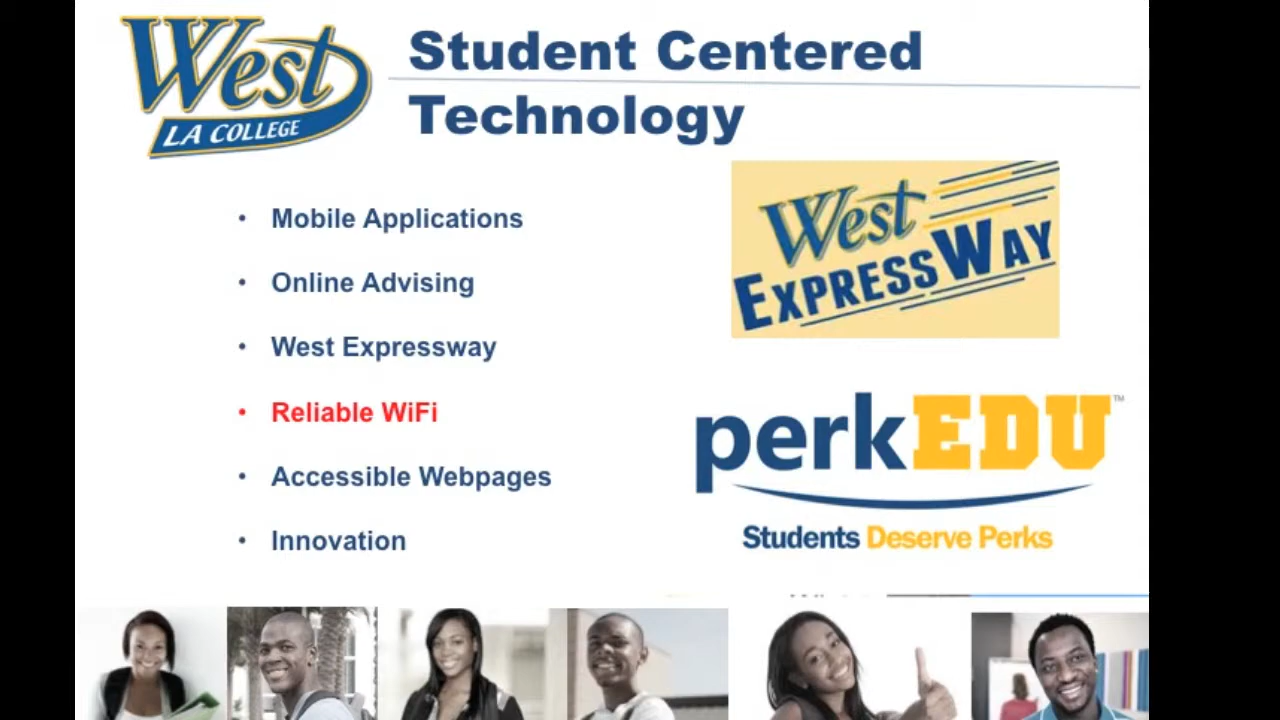 West
LA COLLEGE
Student Centered
Technology
• Mobile Applications
• Online Advising
• West Expressway
• Reliable WiFi
• Accessible Webpages
• Innovation
West
EXPRESSWAY
perkEDU™
Students Deserve Perks